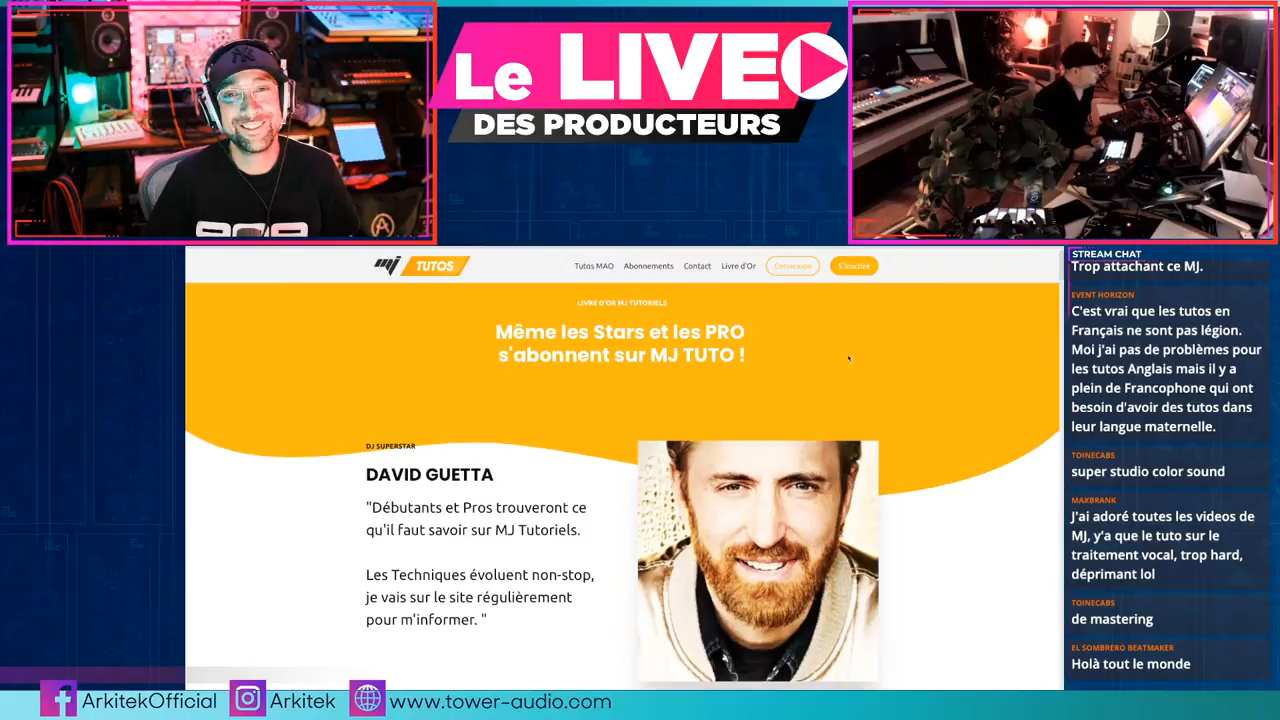 Le LIVE
DES PRODUCTEURS
mj TUTOS
Tutos MAO
Abonnements
Contact
Livre d'Or
Connexion
S'inscrire
LIVRE D'OR MJ TUTORIELS
Même les Stars et les PRO
s'abonnent sur MJ TUTO !
DJ SUPERSTAR
DAVID GUETTA
"Débutants et Pros trouveront ce
qu'il faut savoir sur MJ Tutoriels.
Les Techniques évoluent non-stop,
je vais sur le site régulièrement
pour m'informer. "
STREAM CHAT
Trop attachant ce MJ.
EVENT HORIZON
C'est vrai que les tutos en
Français ne sont pas légion.
Moi j'ai pas de problèmes pour
les tutos Anglais mais il y a
plein de Francophone qui ont
besoin d'avoir des tutos dans
leur langue maternelle.
TOINECABS
super studio color sound
MAXBRANK
J'ai adoré toutes les videos de
MJ, y'a que le tuto sur le
traitement vocal, trop hard,
déprimant lol
TOINECABS
de mastering
EL SOMBRERO BEATMAKER
Holà tout le monde
ArkitekOfficial
Arkitek
www.tower-audio.com